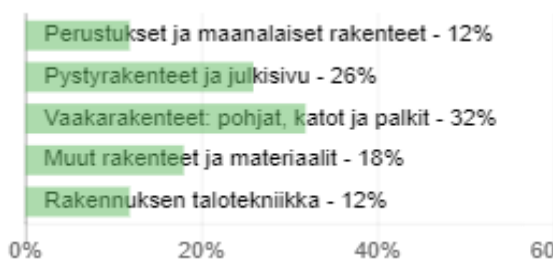 Perustukset ja maanalaiset rakenteet - 12%
Pystyrakenteet ja julkisivu - 26%
Vaakarakenteet: pohjat, katot ja palkit - 32%
Muut rakenteet ja materiaalit - 18%
Rakennuksen talotekniikka - 12%
0% 20% 40% 60